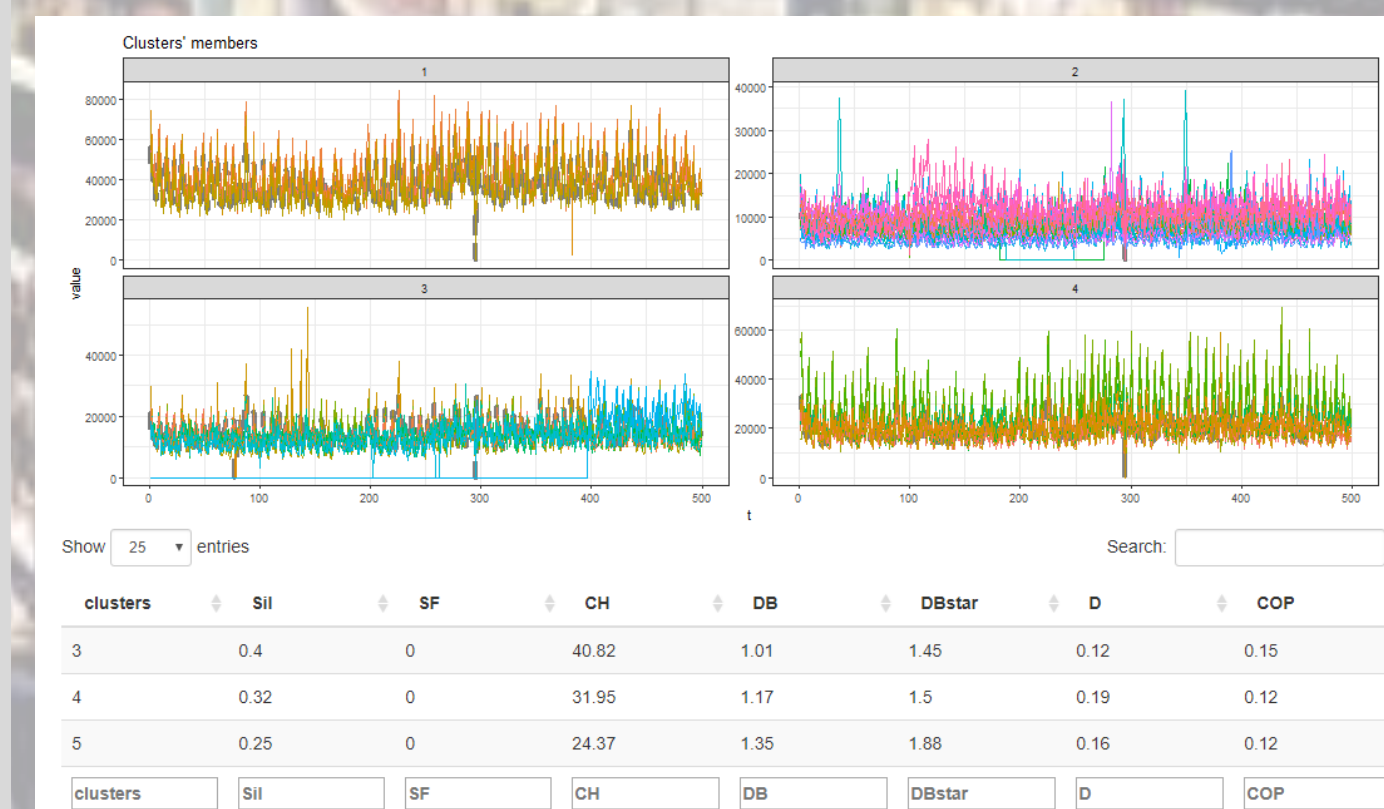 Clusters' members
1
2
80000
60000
40000
20000
0
40000
30000
20000
10000
0
value
3
4
40000
20000
0
60000
40000
20000
0
0 100 200 300 400 500
0 100 200 300 400 500
t
Show 25 entries
Search:
clusters Sil SF CH DB DBstar D COP
3 0.4 0 40.82 1.01 1.45 0.12 0.15
4 0.32 0 31.95 1.17 1.5 0.19 0.12
5 0.25 0 24.37 1.35 1.88 0.16 0.12
clusters Sil SF CH DB DBstar D COP